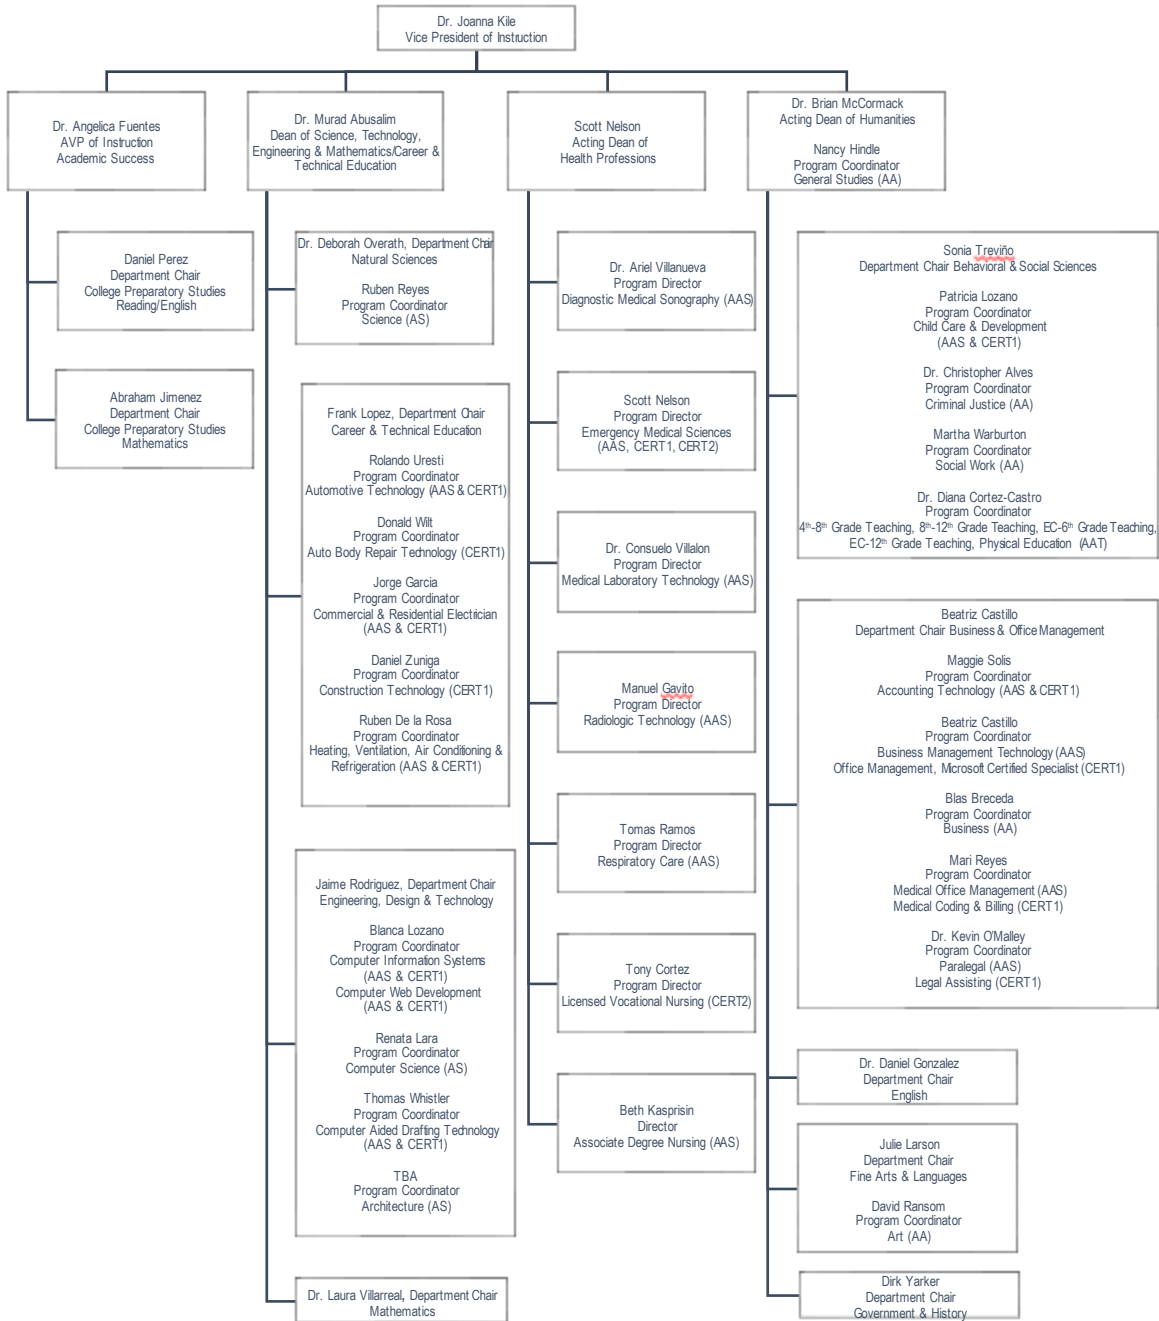 Dr. Joanna Kile
Vice President of Instruction
Dr. Angelica Fuentes
AVP of Instruction
Academic Success
Dr. Murad Abusalim
Dean of Science, Technology,
Engineering & Mathematics/Career &
Technical Education
Scott Nelson
Acting Dean of
Health Professions
Dr. Brian McCormack
Acting Dean of Humanities
Nancy Hindle
Program Coordinator
General Studies (AA)
Daniel Perez
Department Chair
College Preparatory Studies
Reading/English
Abraham Jimenez
Department Chair
College Preparatory Studies
Mathematics
Dr. Deborah Overath, Department Chair
Natural Sciences
Ruben Reyes
Program Coordinator
Science (AS)
Frank Lopez, Department Chair
Career & Technical Education
Rolando Uresti
Program Coordinator
Automotive Technology (AAS & CERT1)
Donald Wilt
Program Coordinator
Auto Body Repair Technology (CERT1)
Jorge Garcia
Program Coordinator
Commercial & Residential Electrician
(AAS & CERT1)
Daniel Zuniga
Program Coordinator
Construction Technology (CERT1)
Ruben De la Rosa
Program Coordinator
Heating, Ventilation, Air Conditioning &
Refrigeration (AAS & CERT1)
Jaime Rodriguez, Department Chair
Engineering, Design & Technology
Blanca Lozano
Program Coordinator
Computer Information Systems
(AAS & CERT1)
Computer Web Development
(AAS & CERT1)
Renata Lara
Program Coordinator
Computer Science (AS)
Thomas Whistler
Program Coordinator
Computer Aided Drafting Technology
(AAS & CERT1)
TBA
Program Coordinator
Architecture (AS)
Dr. Laura Villarreal, Department Chair
Mathematics
Dr. Ariel Villanueva
Program Director
Diagnostic Medical Sonography (AAS)
Scott Nelson
Program Director
Emergency Medical Sciences
(AAS, CERT1, CERT2)
Dr. Consuelo Villalon
Program Director
Medical Laboratory Technology (AAS)
Manuel Gavito
Program Director
Radiologic Technology (AAS)
Tomas Ramos
Program Director
Respiratory Care (AAS)
Tony Cortez
Program Director
Licensed Vocational Nursing (CERT2)
Beth Kasprisin
Director
Associate Degree Nursing (AAS)
Sonia Treviño
Department Chair Behavioral & Social Sciences
Patricia Lozano
Program Coordinator
Child Care & Development
(AAS & CERT1)
Dr. Christopher Alves
Program Coordinator
Criminal Justice (AA)
Martha Warburton
Program Coordinator
Social Work (AA)
Dr. Diana Cortez-Castro
Program Coordinator
4th-8th Grade Teaching, 8th-12th Grade Teaching, EC-6th Grade Teaching,
EC-12th Grade Teaching, Physical Education (AAT)
Beatriz Castillo
Department Chair Business & Office Management
Maggie Solis
Program Coordinator
Accounting Technology (AAS & CERT1)
Beatriz Castillo
Program Coordinator
Business Management Technology (AAS)
Office Management, Microsoft Certified Specialist (CERT1)
Blas Breceda
Program Coordinator
Business (AA)
Mari Reyes
Program Coordinator
Medical Office Management (AAS)
Medical Coding & Billing (CERT1)
Dr. Kevin O'Malley
Program Coordinator
Paralegal (AAS)
Legal Assisting (CERT1)
Dr. Daniel Gonzalez
Department Chair
English
Julie Larson
Department Chair
Fine Arts & Languages
David Ransom
Program Coordinator
Art (AA)
Dirk Yarker
Department Chair
Government & History